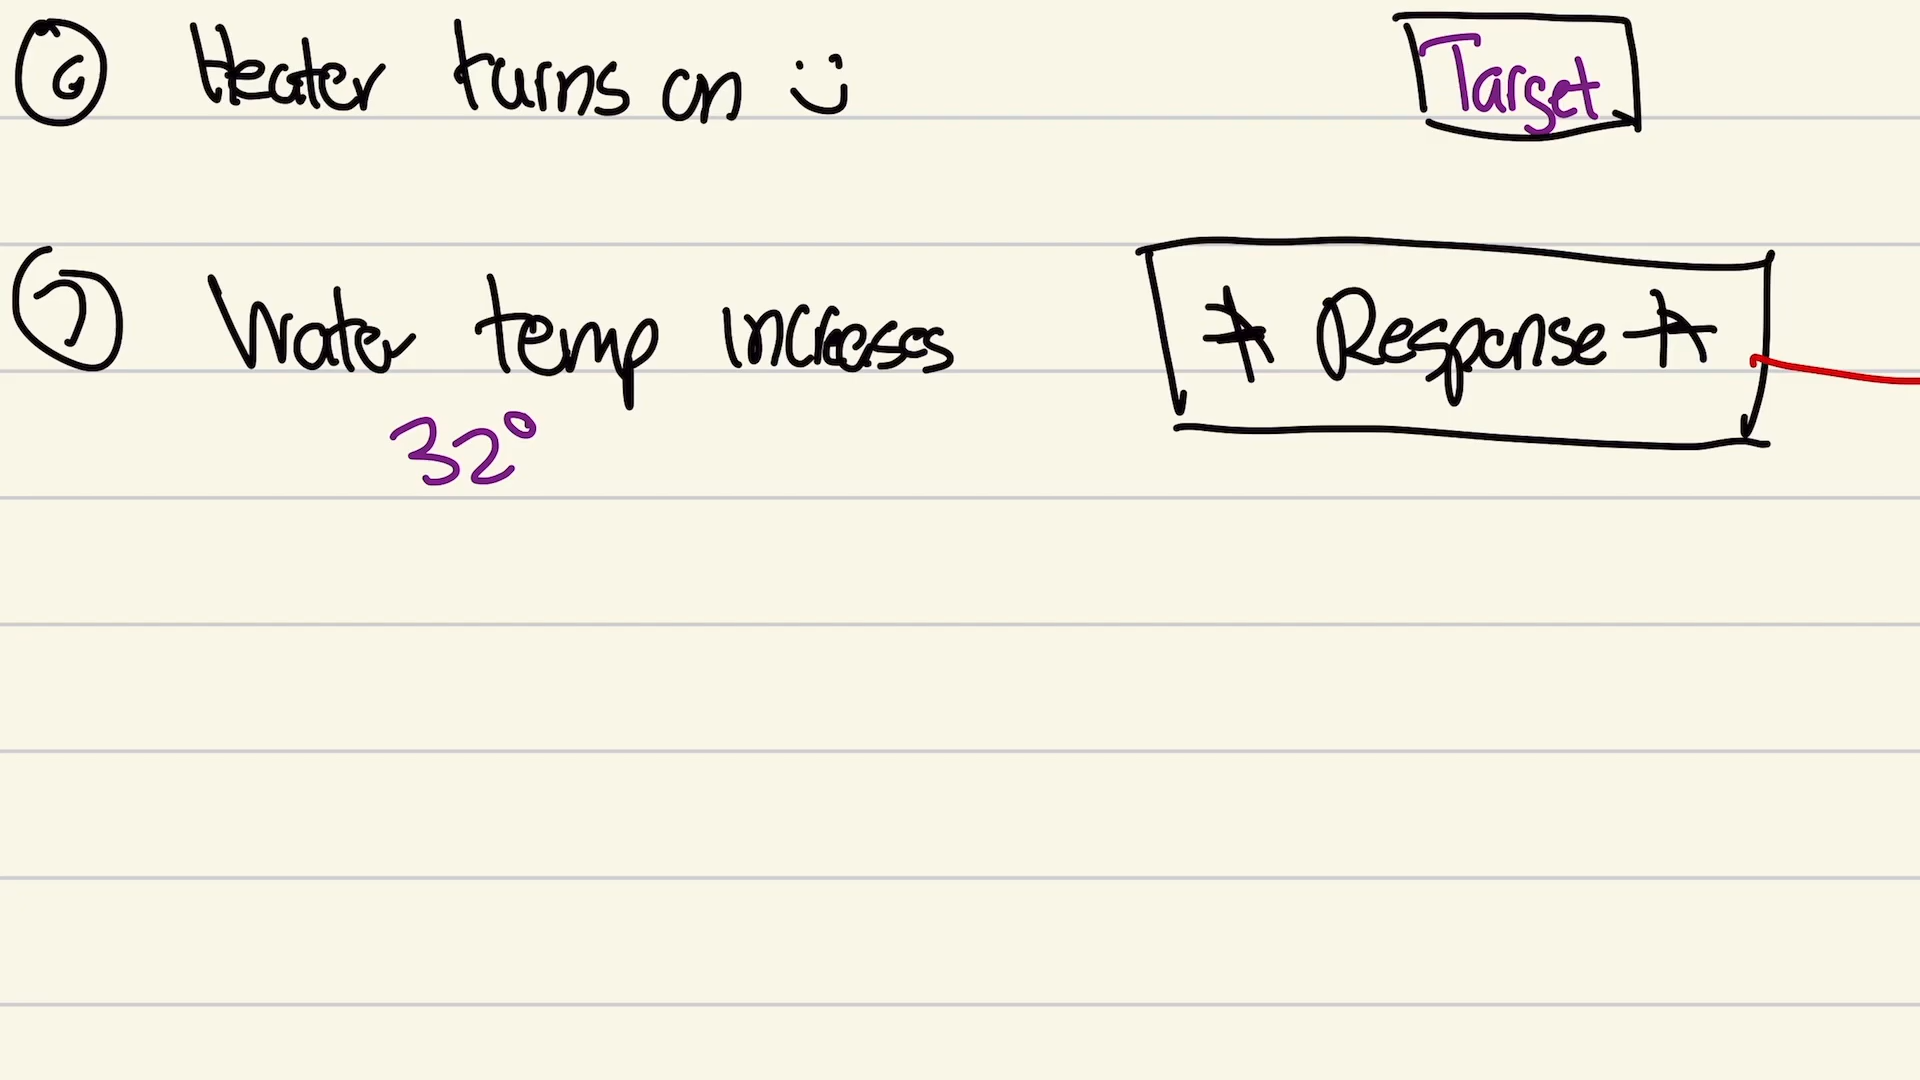 6 Heater turns on :) Target
7 Water temp increases * Response *
32°